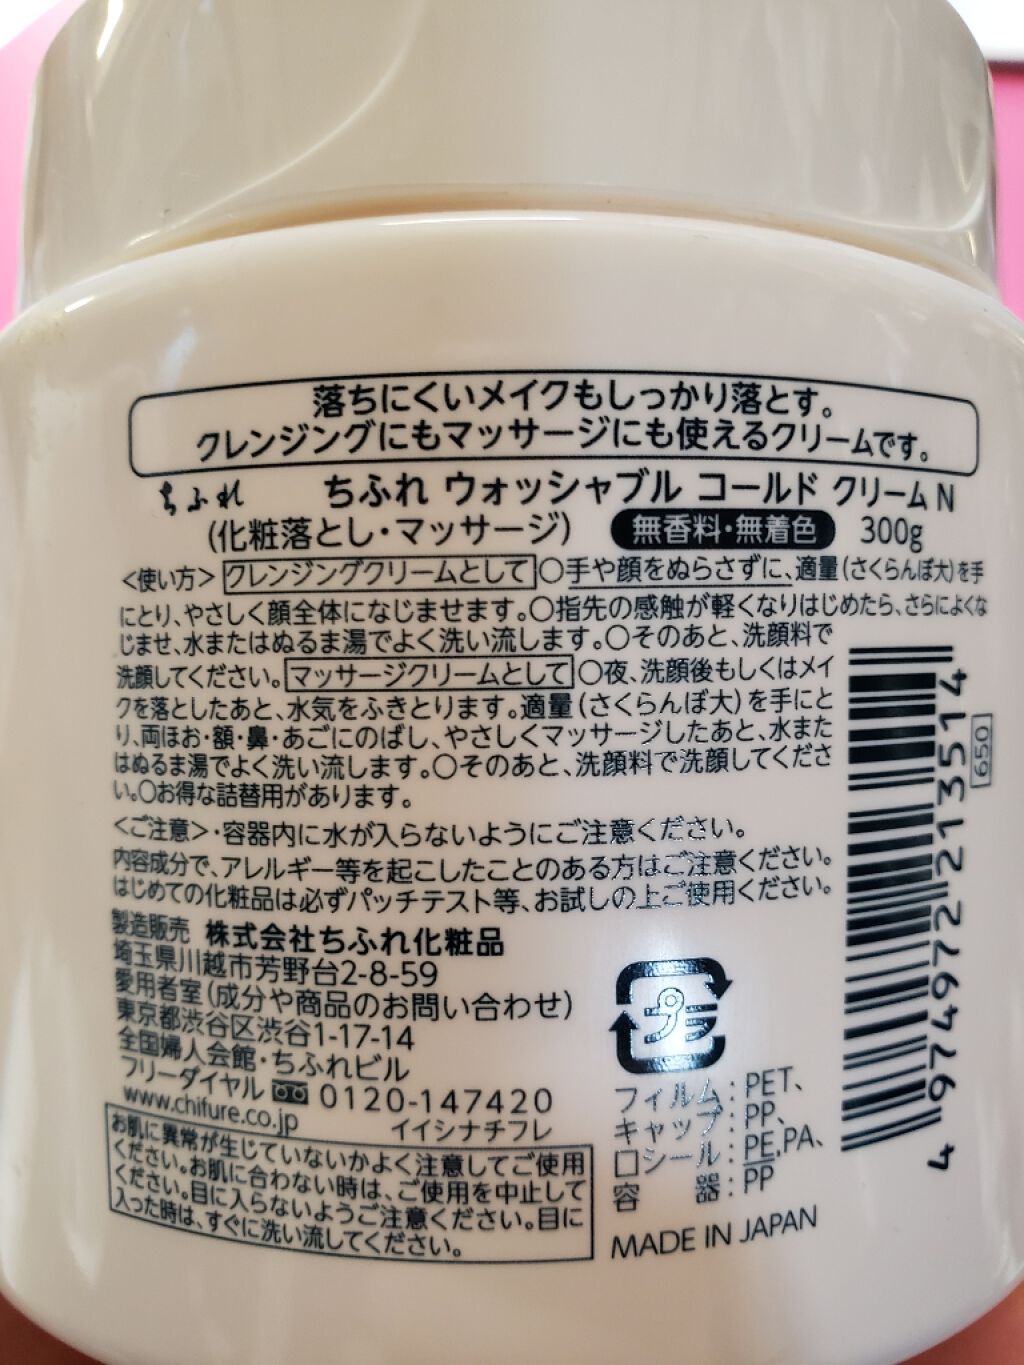 落ちにくいメイクもしっかり落とす。
クレンジングにもマッサージにも使えるクリームです。
ちふれ ちふれ ウォッシャブル コールド クリーム N
(化粧落とし・マッサージ) 無香料・無着色 300g
<使い方> クレンジングクリームとして ○手や顔をぬらさずに、適量(さくらんぼ大)を手
にとり、やさしく顔全体になじませます。○指先の感触が軽くなりはじめたら、さらによくな
じませ、水またはぬるま湯でよく洗い流します。○そのあと、洗顔料で
洗顔してください。 マッサージクリームとして ○夜、洗顔後もしくはメイ
クを落としたあと、水気をふきとります。適量(さくらんぼ大)を手にと
り、両ほお・額・鼻・あごにのばし、やさしくマッサージしたあと、水また
はぬるま湯でよく洗い流します。○そのあと、洗顔料で洗顔してくださ
い。○お得な詰替用があります。
<ご注意>・容器内に水が入らないようにご注意ください。
内容成分で、アレルギー等を起こしたことのある方はご注意ください。
はじめての化粧品は必ずパッチテスト等、お試しの上ご使用ください。
製造販売 株式会社ちふれ化粧品
埼玉県川越市芳野台2-8-59
愛用者室(成分や商品のお問い合わせ)
東京都渋谷区渋谷1-17-14
全国婦人会館・ちふれビル
フリーダイヤル 0120-147420
www.chifure.co.jp イイシナチフレ
お肌に異常が生じていないかよく注意してご使用
ください。お肌に合わない時は、ご使用を中止して
ください。目に入らないようご注意ください。目に
入った時は、すぐに洗い流してください。
プラ
フィルム:PET、
キャップ:PP、
口シール:PE,PA、
容 器:PP
MADE IN JAPAN
4 974972 213514
650